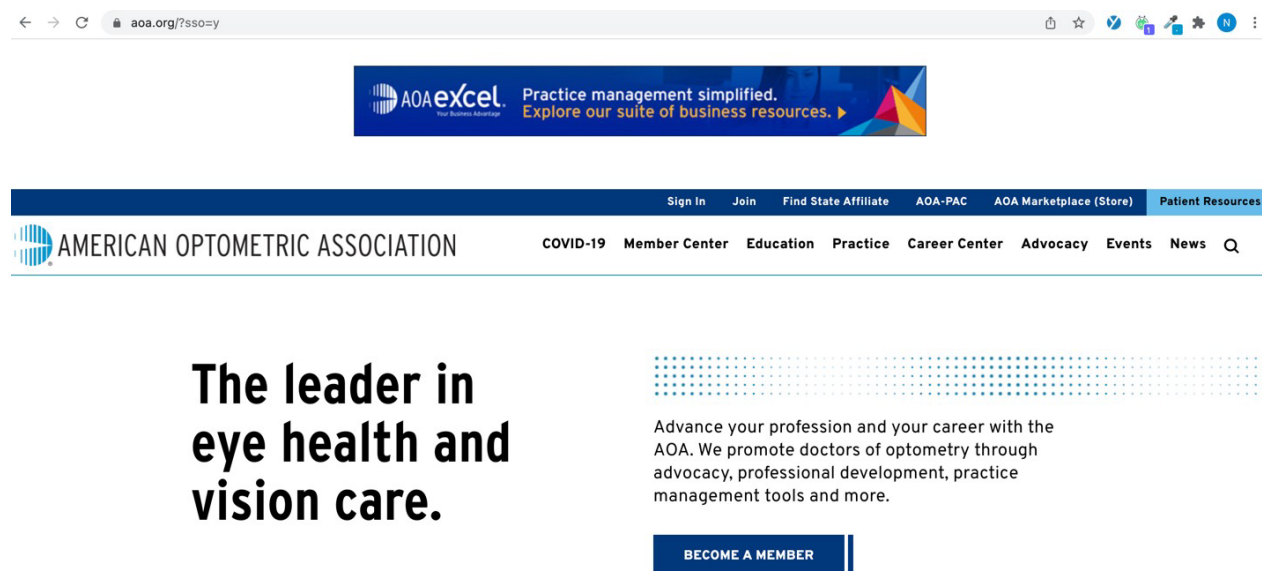 aoa.org/?sso=y
1
N
AOAexcel.
Your Business Advantage
Practice management simplified.
Explore our suite of business resources.
Sign In Join Find State Affiliate AOA-PAC AOA Marketplace (Store) Patient Resources
AMERICAN OPTOMETRIC ASSOCIATION
COVID-19 Member Center Education Practice Career Center Advocacy Events News
The leader in
eye health and
vision care.
Advance your profession and your career with the
AOA. We promote doctors of optometry through
advocacy, professional development, practice
management tools and more.
BECOME A MEMBER